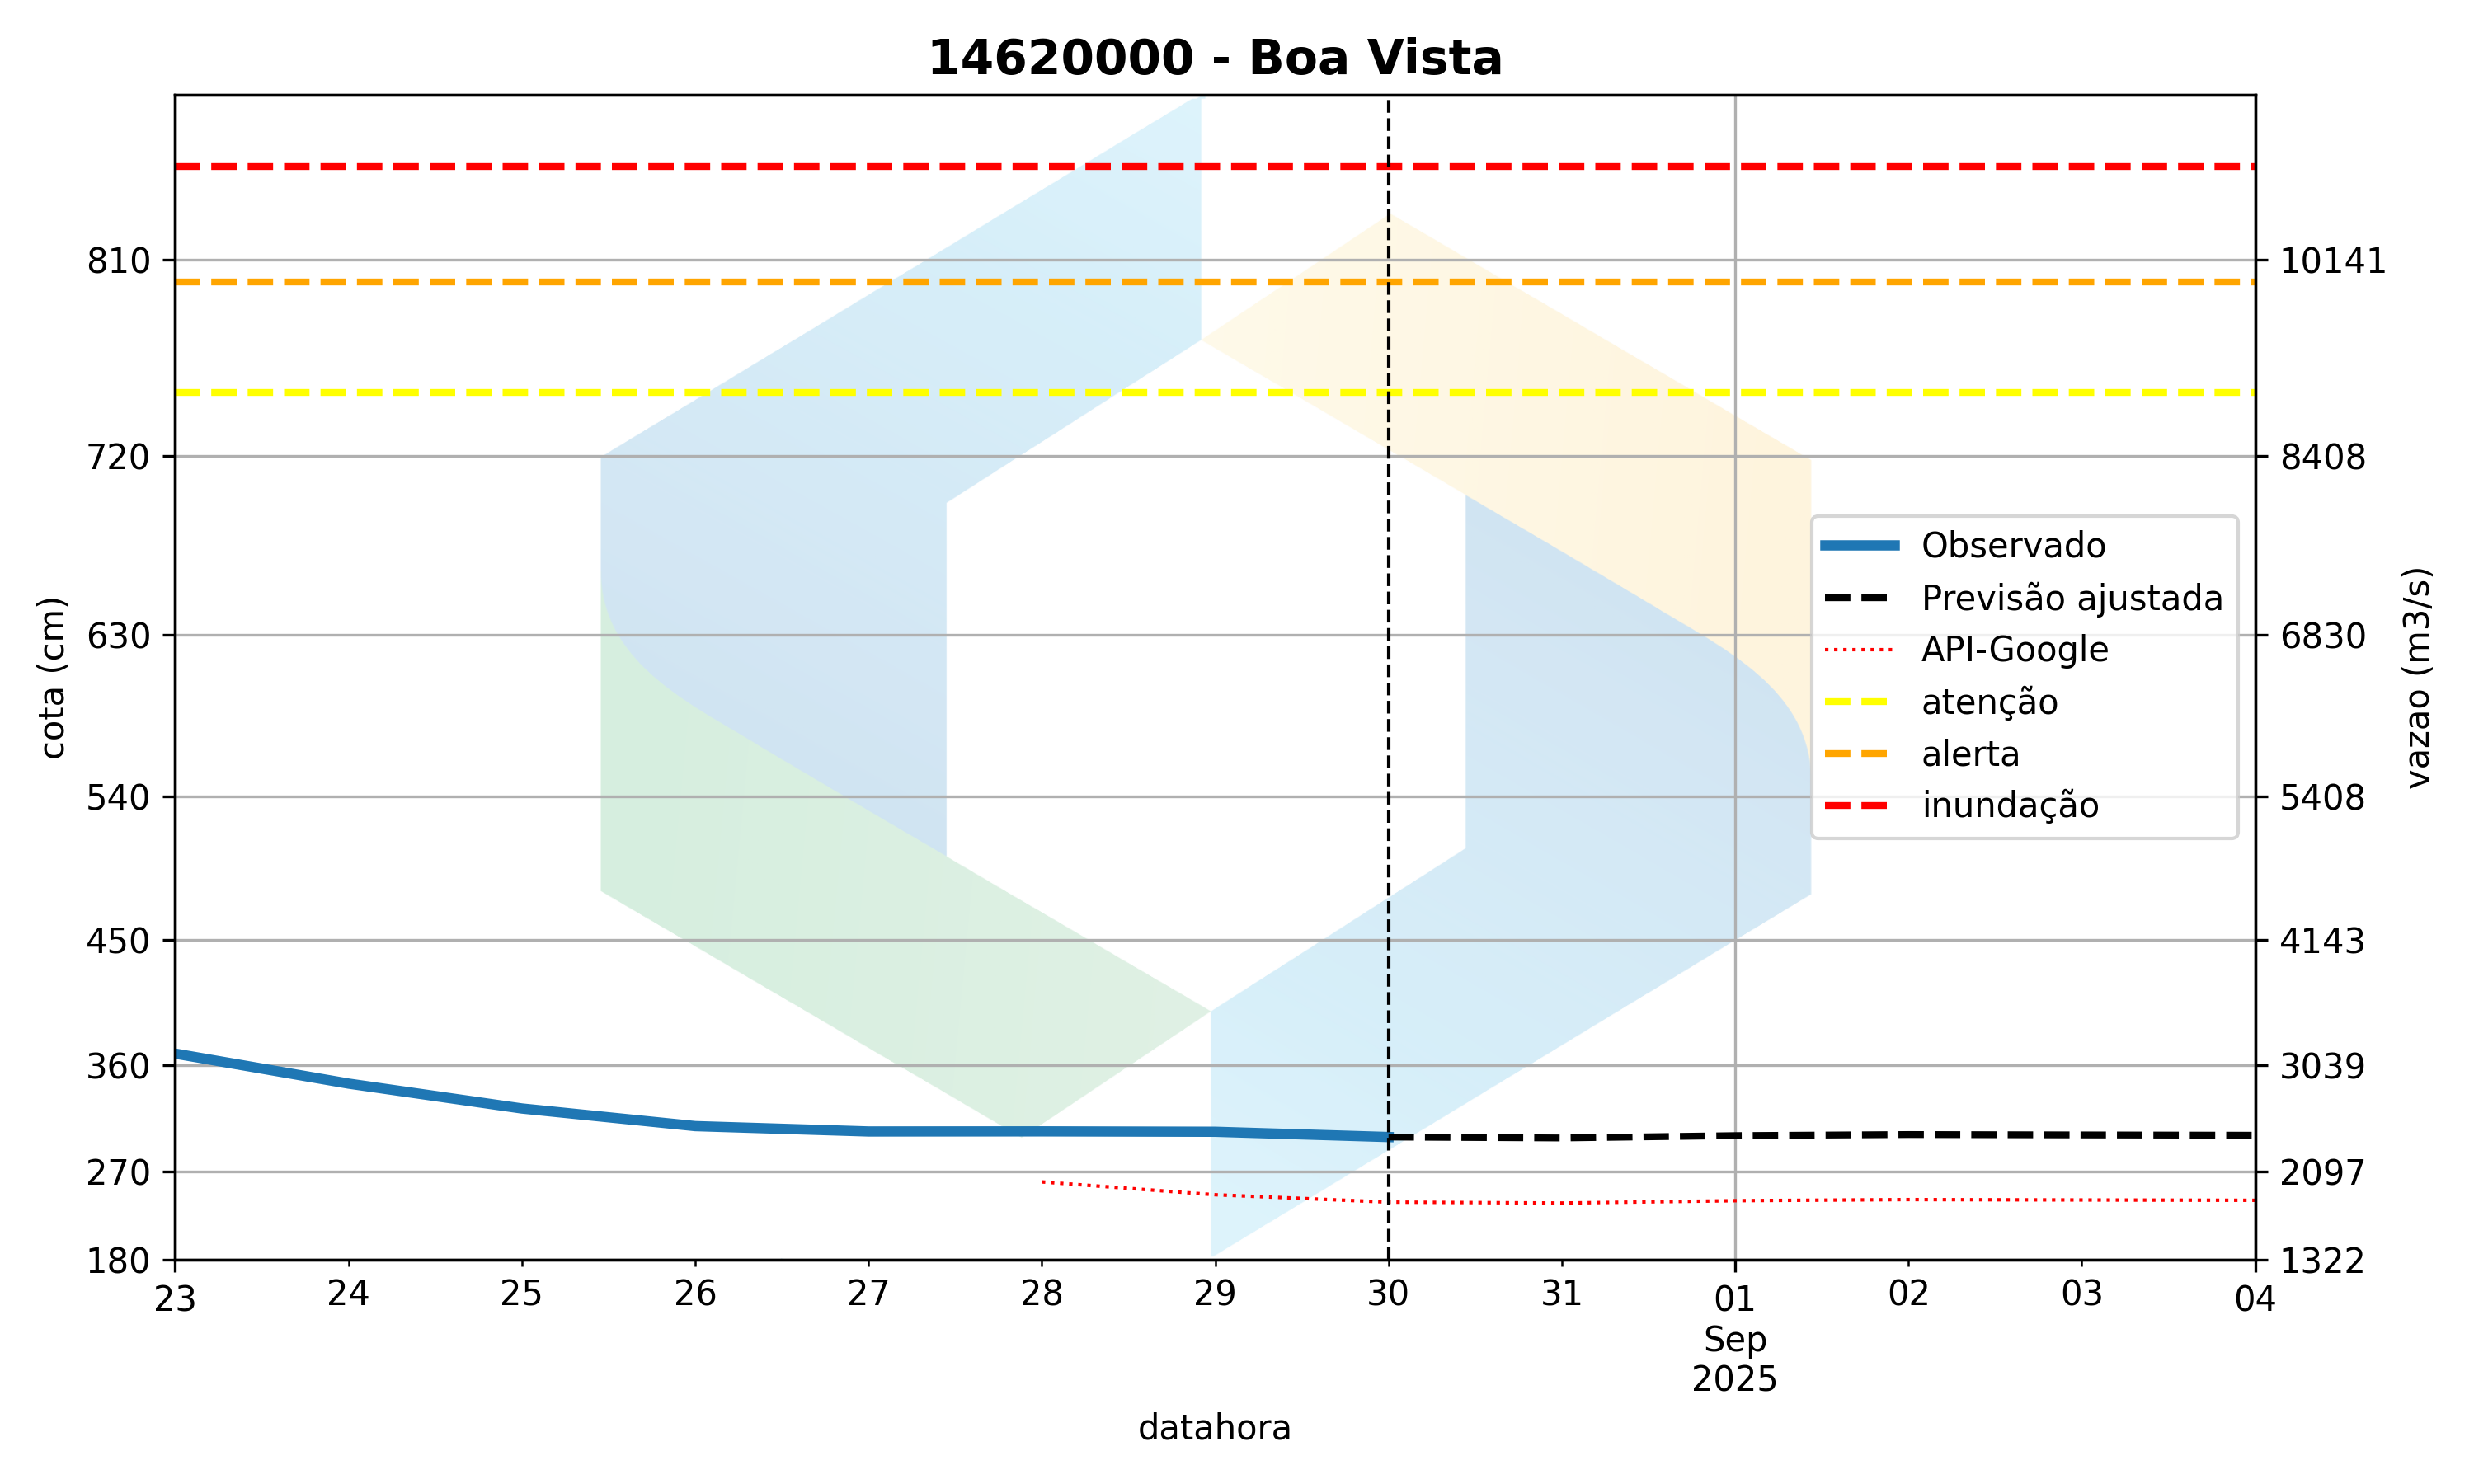 14620000 - Boa Vista
810
720
630
540
450
360
270
180
cota (cm)
10141
8408
6830
5408
4143
3039
2097
1322
vazao (m3/s)
Observado
Previsão ajustada
API-Google
atenção
alerta
inundação
23 24 25 26 27 28 29 30 31 01 02 03 04
Sep
2025
datahora